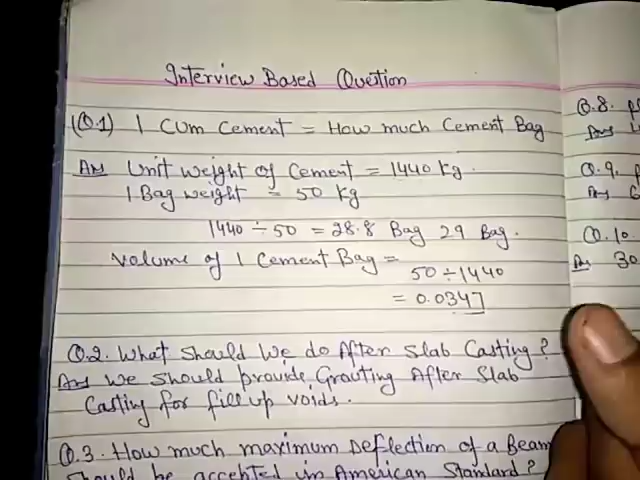 Interview Based Question
(Q.1) 1 Cum Cement = How much Cement Bag
Ans Unit weight of Cement = 1440 Kg.
1 Bag weight = 50 Kg
1440 ÷ 50 = 28.8 Bag 29 Bag.
Volume of 1 Cement Bag =
50 ÷ 1440
= 0.0347
Q.2. What should We do After Slab Casting?
Ans We should provide Grouting After Slab
Casting for fill up voids.
Q.3. How much maximum Deflection of a Beam
should be accepted in American Standard?
Q.8.
Ans
Q.9.
Ans
Q.10.
Ans 30